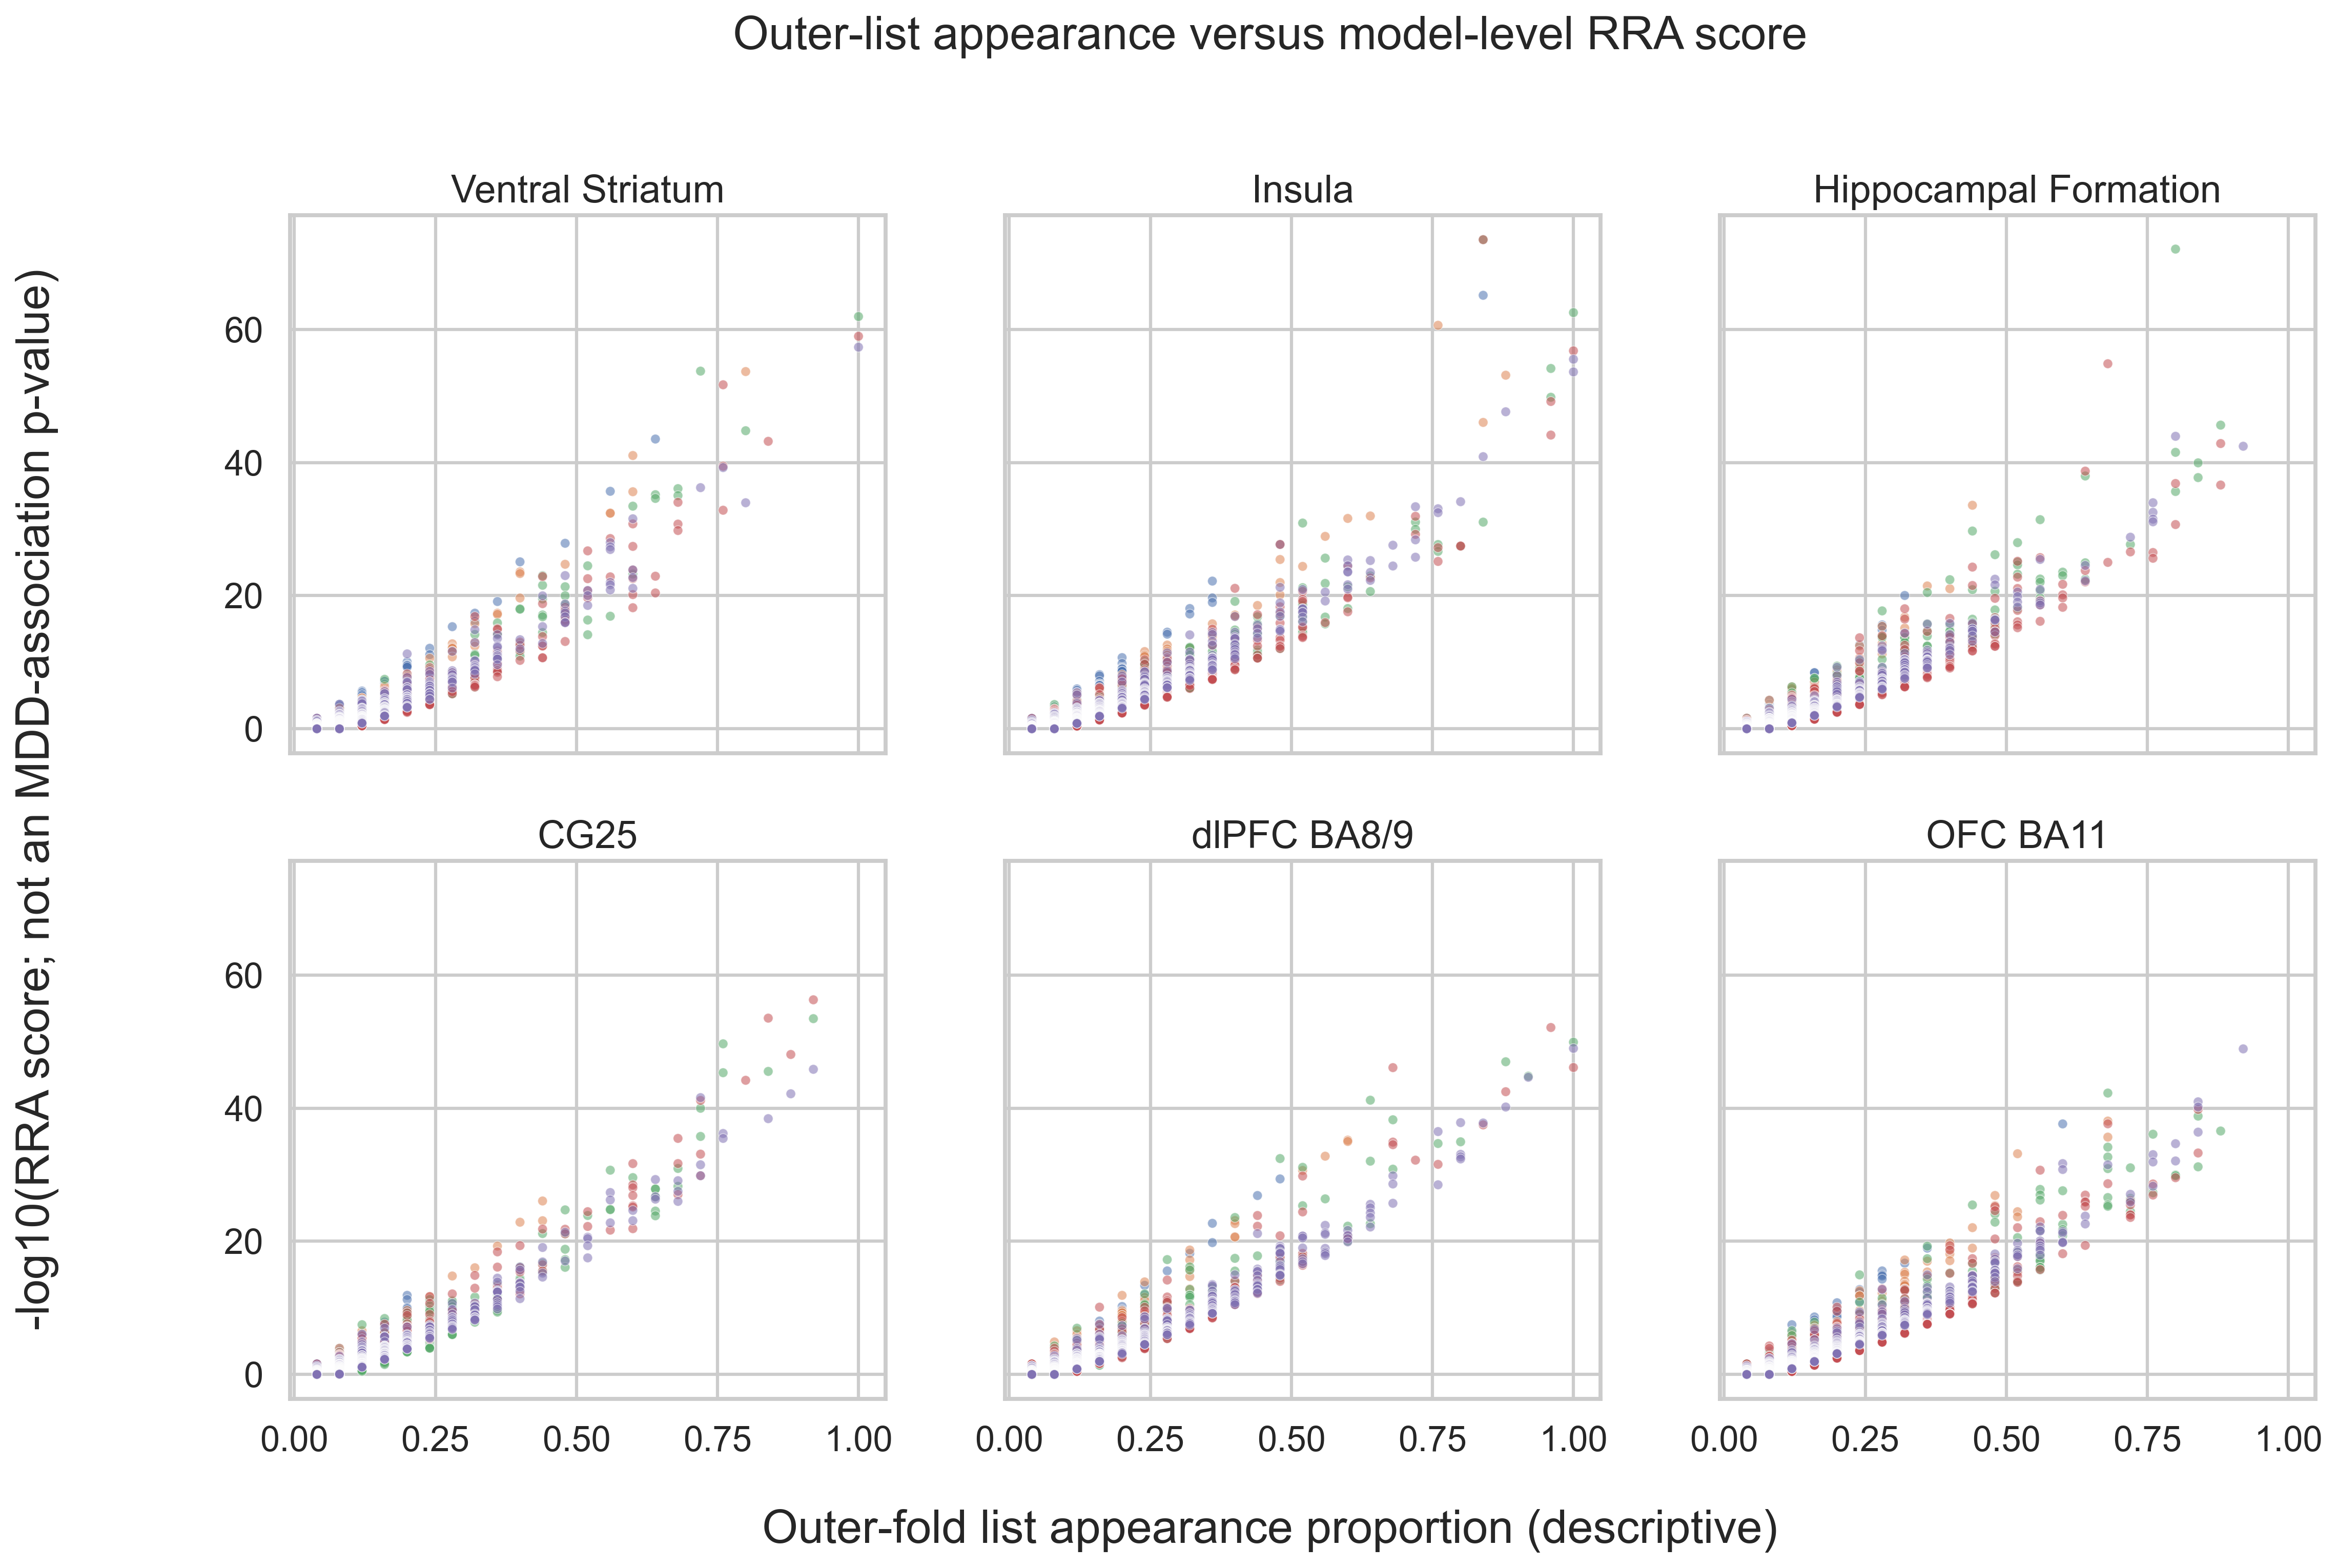 Outer-list appearance versus model-level RRA score
Ventral Striatum
Insula
Hippocampal Formation
60
40
20
0
CG25
dlPFC BA8/9
OFC BA11
60
40
20
0
0.00 0.25 0.50 0.75 1.00
0.00 0.25 0.50 0.75 1.00
0.00 0.25 0.50 0.75 1.00
-log10(RRA score; not an MDD-association p-value)
Outer-fold list appearance proportion (descriptive)